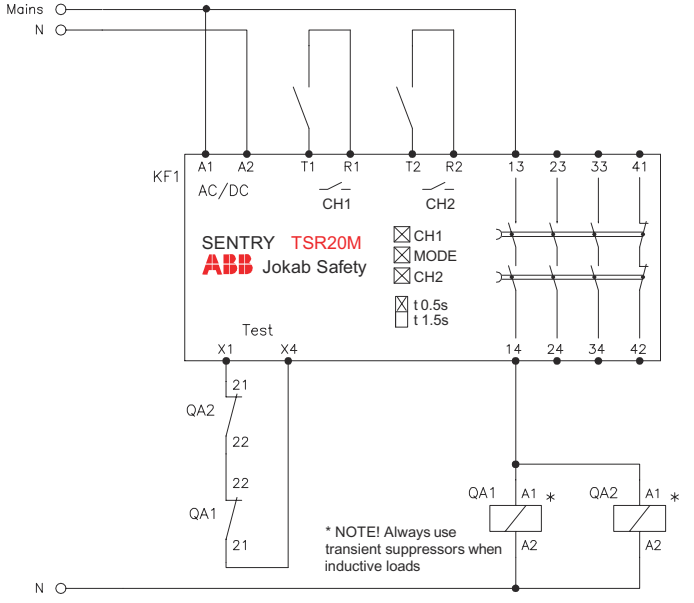 Mains
N
A1 A2 T1 R1 T2 R2 13 23 33 41
KF1
AC/DC
CH1 CH2
SENTRY TSR20M
ABB Jokab Safety
CH1
MODE
CH2
t 0.5s
t 1.5s
Test
X1 X4 14 24 34 42
21
QA2
22
22
QA1
21
QA1 A1 * QA2 A1 *
A2 A2
* NOTE! Always use
transient suppressors when
inductive loads
N